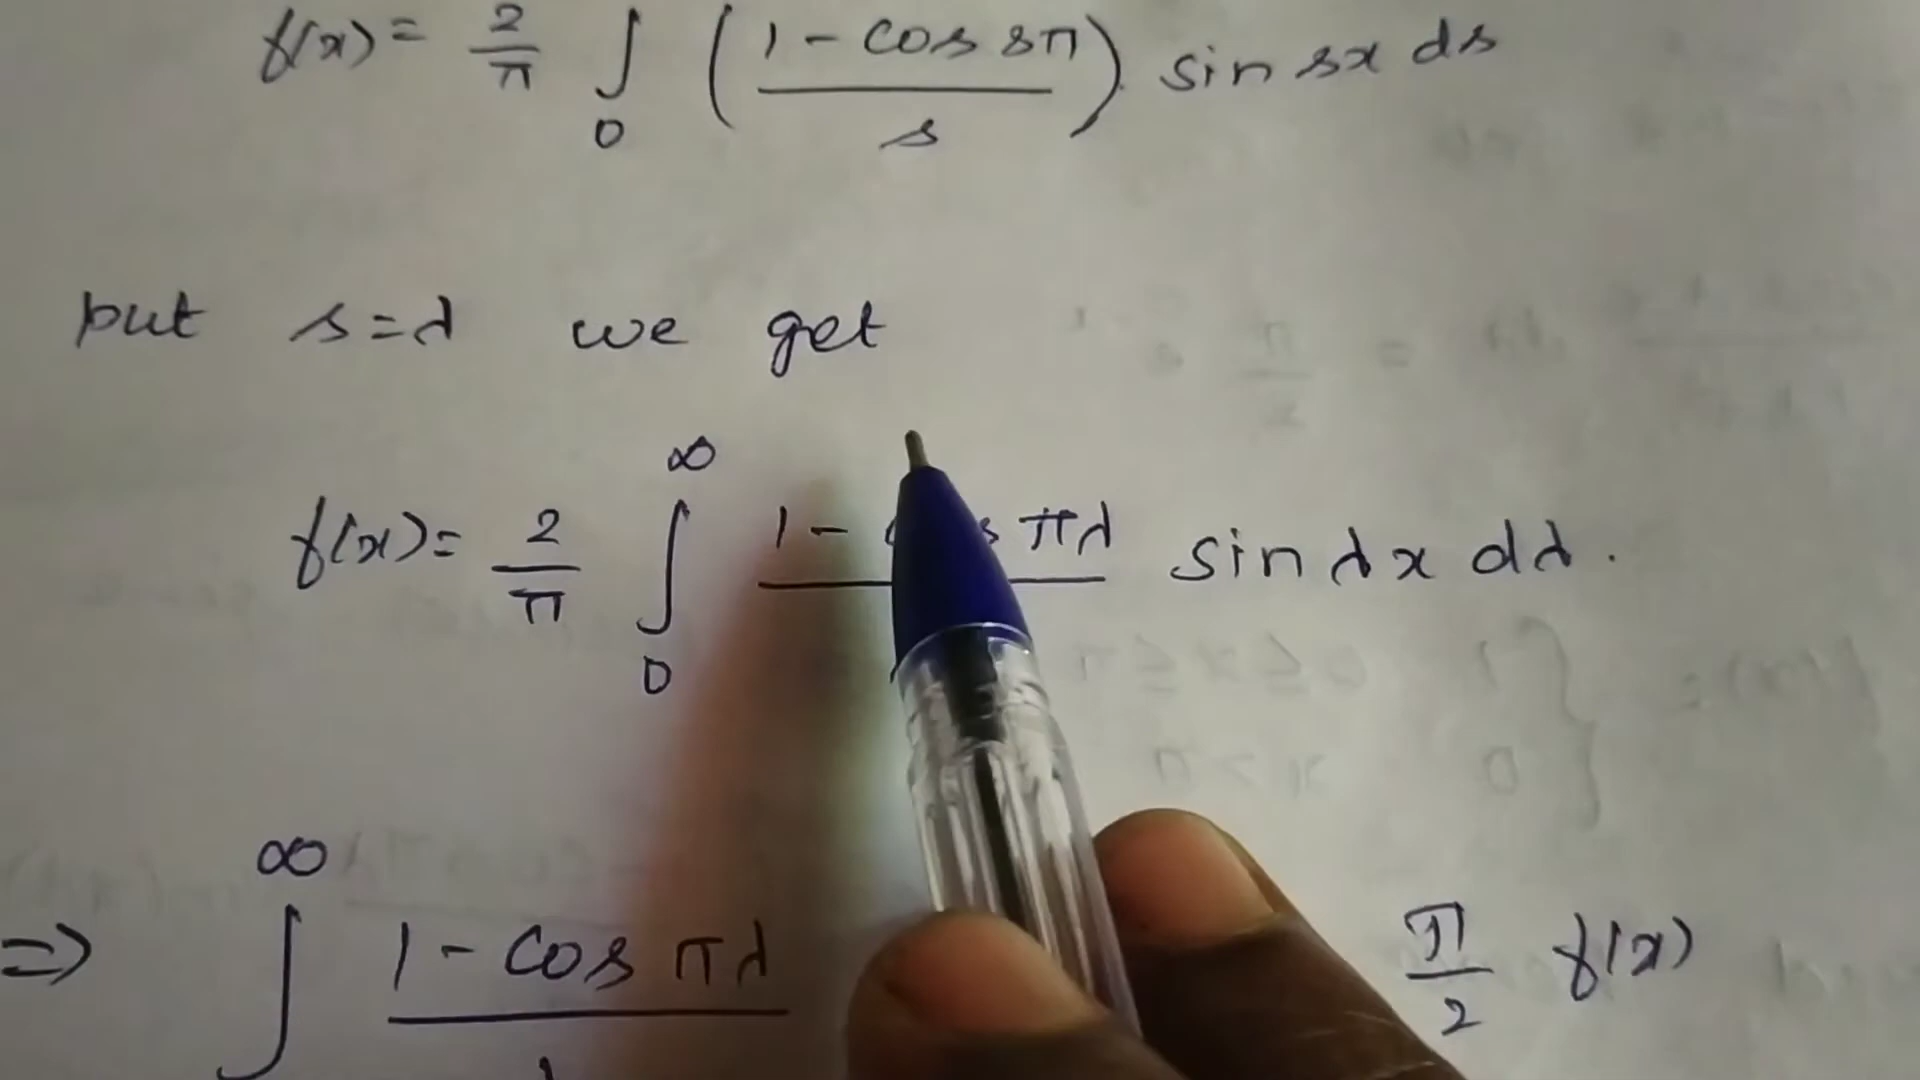 f(x) = 2/π ∫ 0 (1 - cos sπ / s) sin sx ds
put s=λ we get
f(x) = 2/π ∫ 0 ∞ 1 - πλ sin λx dλ.
=> ∫ ∞ 1 - cos πλ π/2 f(x)